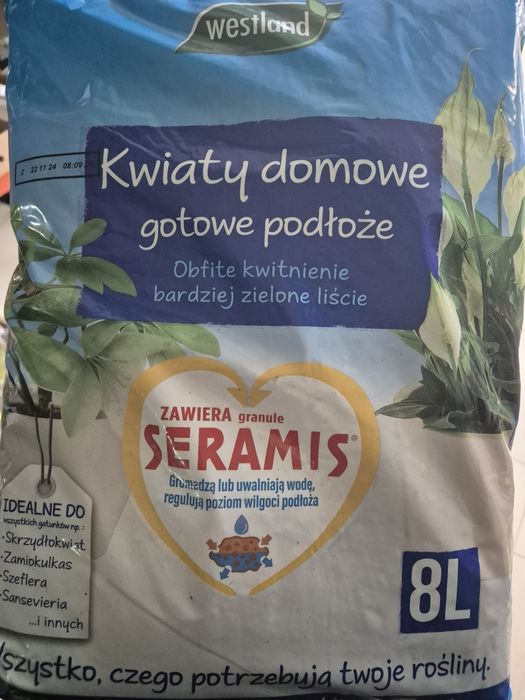 westland
2 22 11 24 08:09
Kwiaty domowe
gotowe podłoże
Obfite kwitnienie
bardziej zielone liście
ZAWIERA granule
SERAMIS®
Gromadzą lub uwalniają wodę,
regulują poziom wilgoci podłoża
IDEALNE DO
wszystkich gatunków np.:
·Skrzydłokwiat
·Zamiokulkas
·Szeflera
·Sansevieria
...i innych
8L
Wszystko, czego potrzebują twoje rośliny.